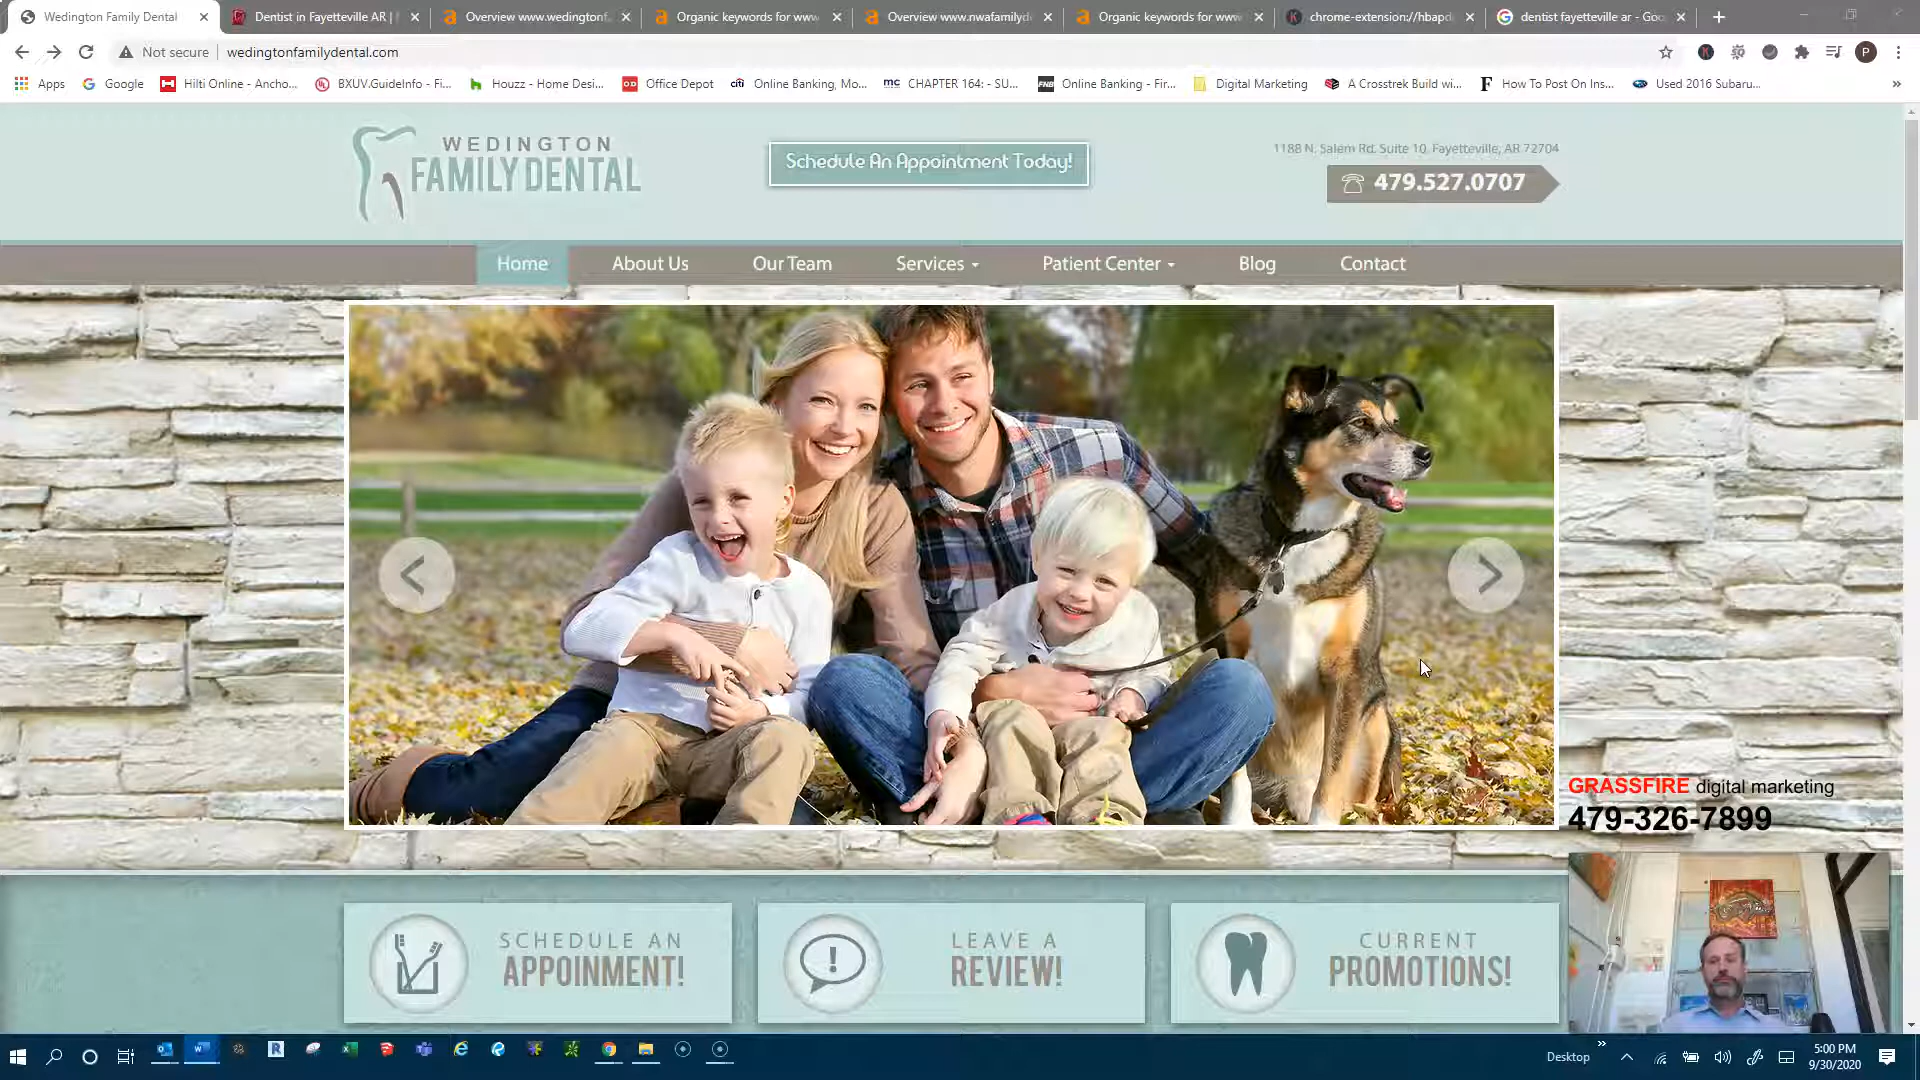 Wedington Family Dental
Dentist in Fayetteville AR |
Overview www.wedingtonf
Organic keywords for www
Overview www.nwafamilyd
Organic keywords for www
chrome-extension://hbapd
dentist fayetteville ar - Goo
Not secure
wedingtonfamilydental.com
P
Apps
Google
Hilti Online - Ancho...
BXUV.GuideInfo - Fi...
Houzz - Home Desi...
OD
Office Depot
citi
Online Banking, Mo...
mc
CHAPTER 164: - SU...
FNB
Online Banking - Fir...
Digital Marketing
A Crosstrek Build wi...
F
How To Post On Ins...
Used 2016 Subaru...
»
WEDINGTON
FAMILY DENTAL
Schedule An Appointment Today!
1188 N. Salem Rd. Suite 10, Fayetteville, AR 72704
479.527.0707
Home
About Us
Our Team
Services
Patient Center
Blog
Contact
GRASSFIRE digital marketing
479-326-7899
SCHEDULE AN
APPOINMENT!
LEAVE A
REVIEW!
CURRENT
PROMOTIONS!
Desktop
»
5:00 PM
9/30/2020